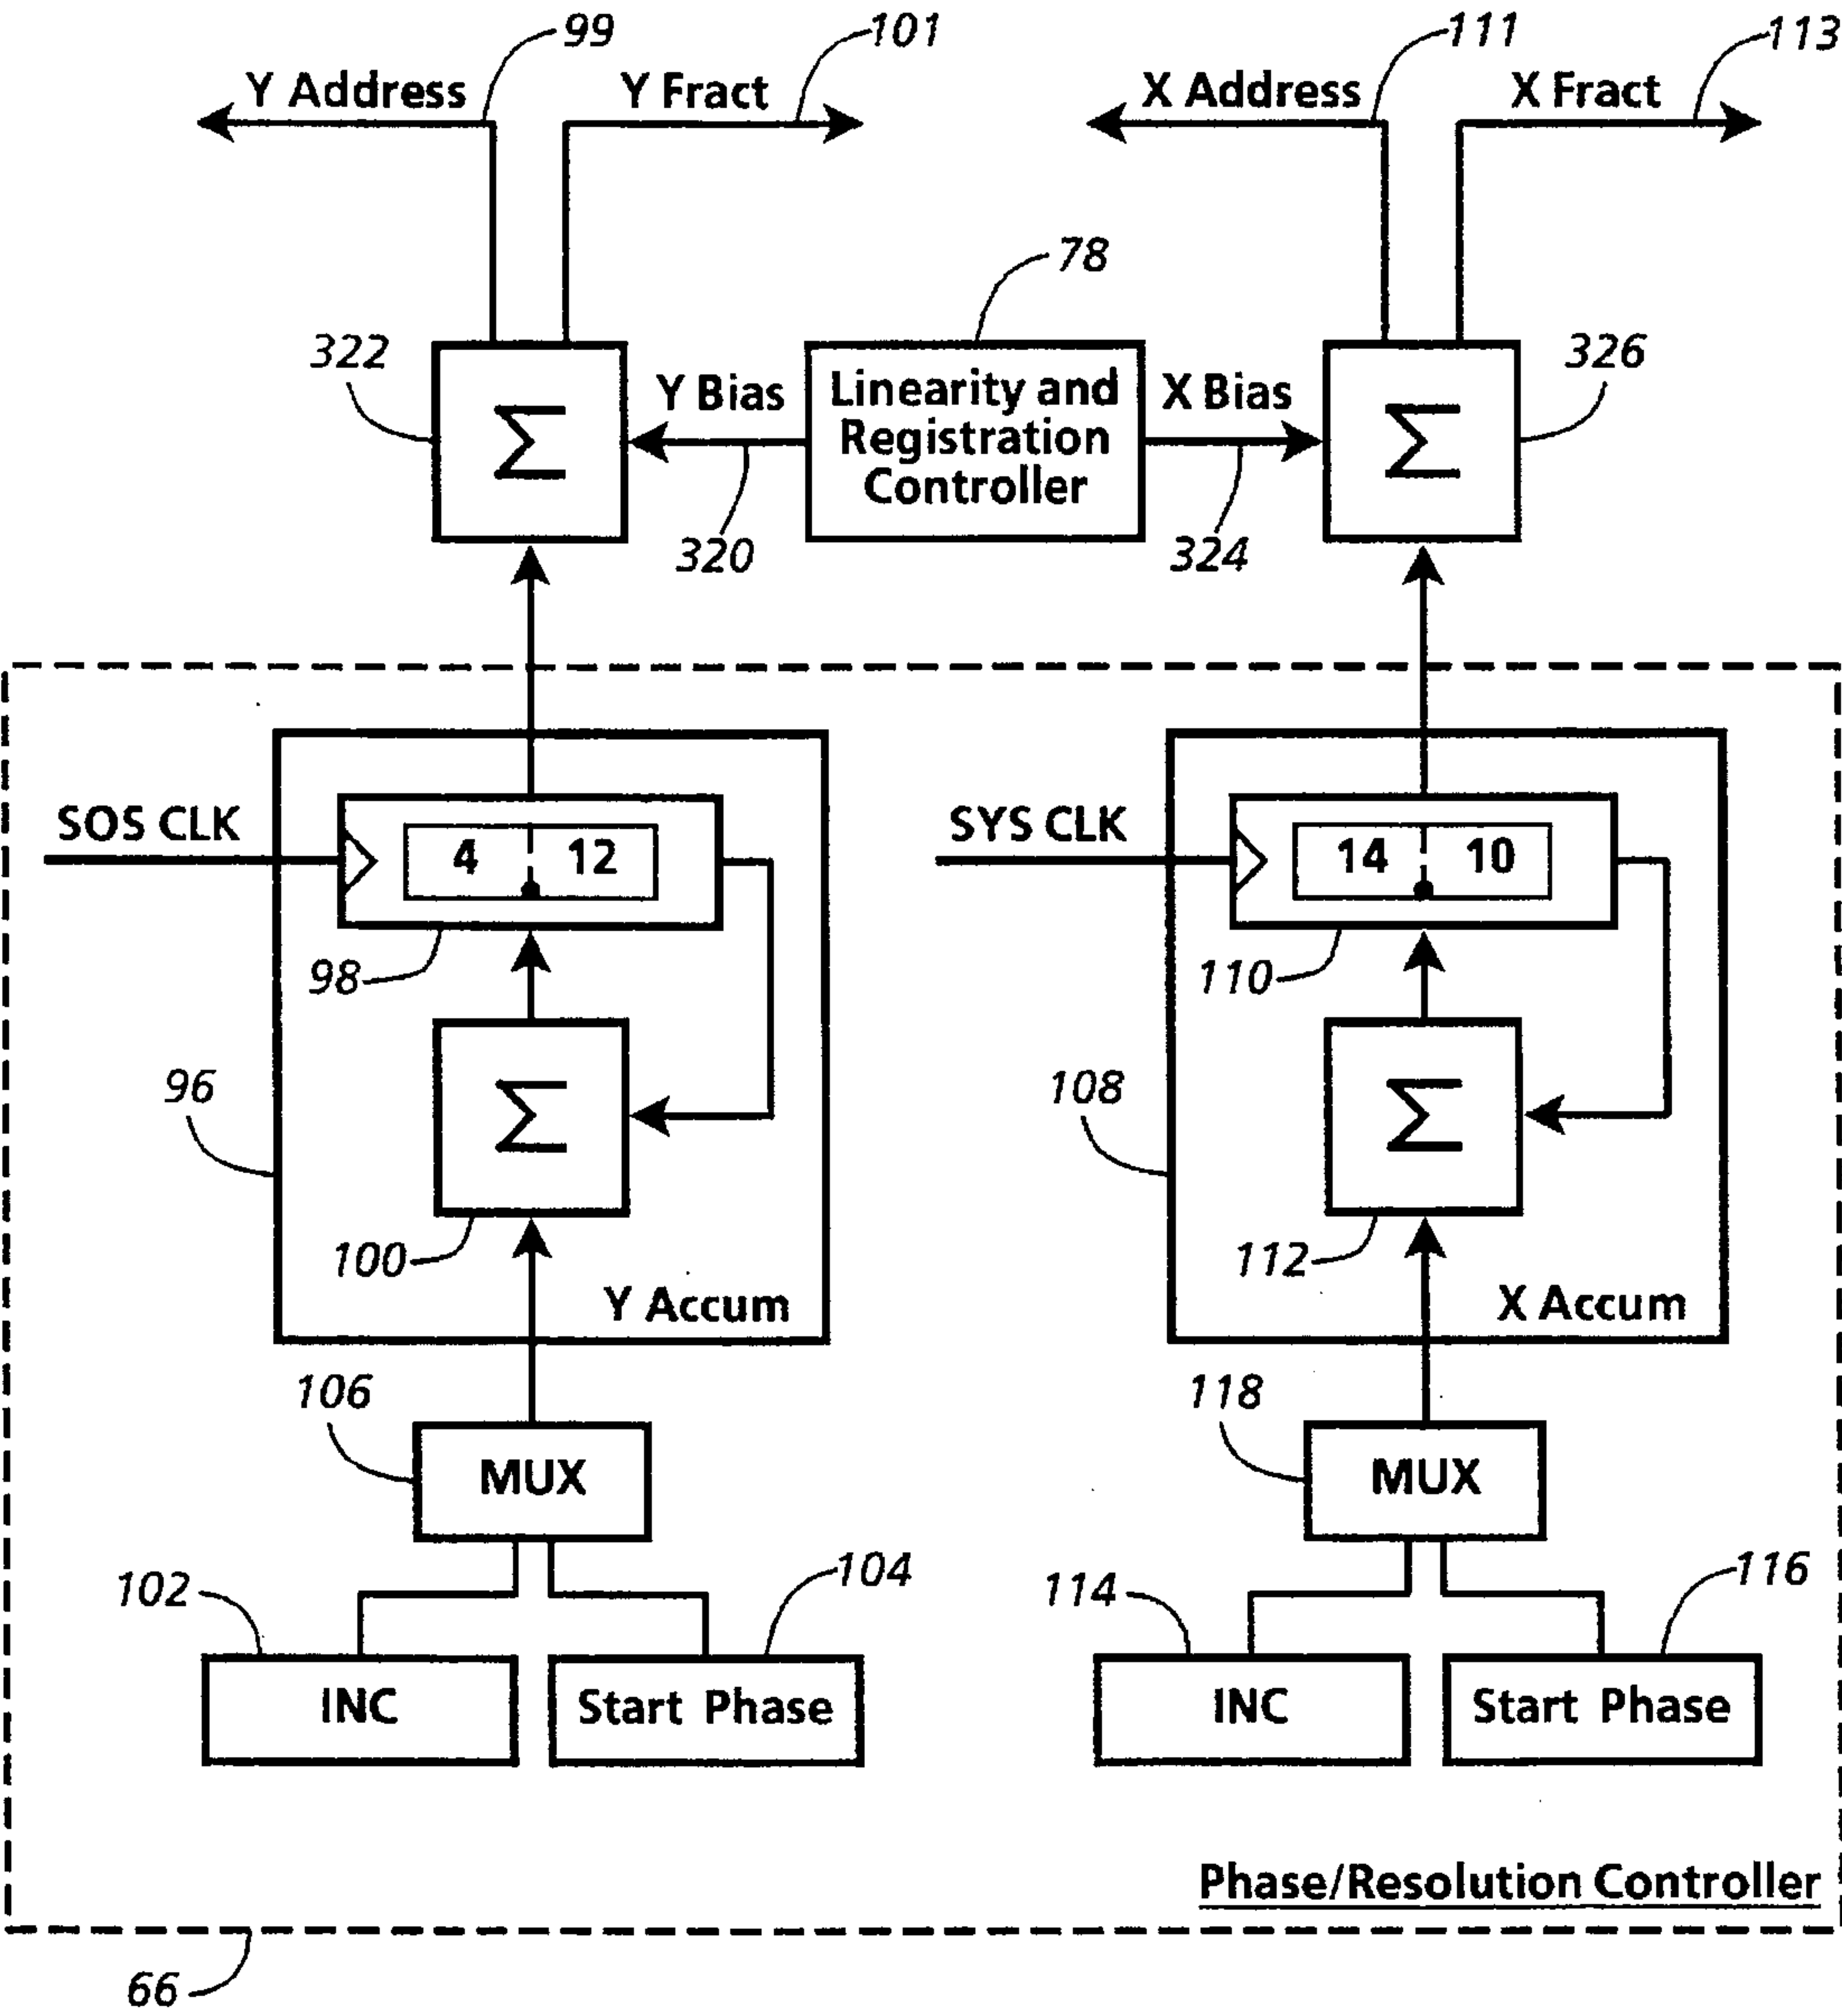 99
101
111
113
Y Address
Y Fract
X Address
X Fract
78
322
326
Σ
Y Bias
Linearity and
Registration
Controller
X Bias
Σ
320
324
SOS CLK
4
12
SYS CLK
14
10
98
110
Σ
Σ
96
108
100
112
Y Accum
X Accum
106
118
MUX
MUX
102
104
114
116
INC
Start Phase
INC
Start Phase
Phase/Resolution Controller
66